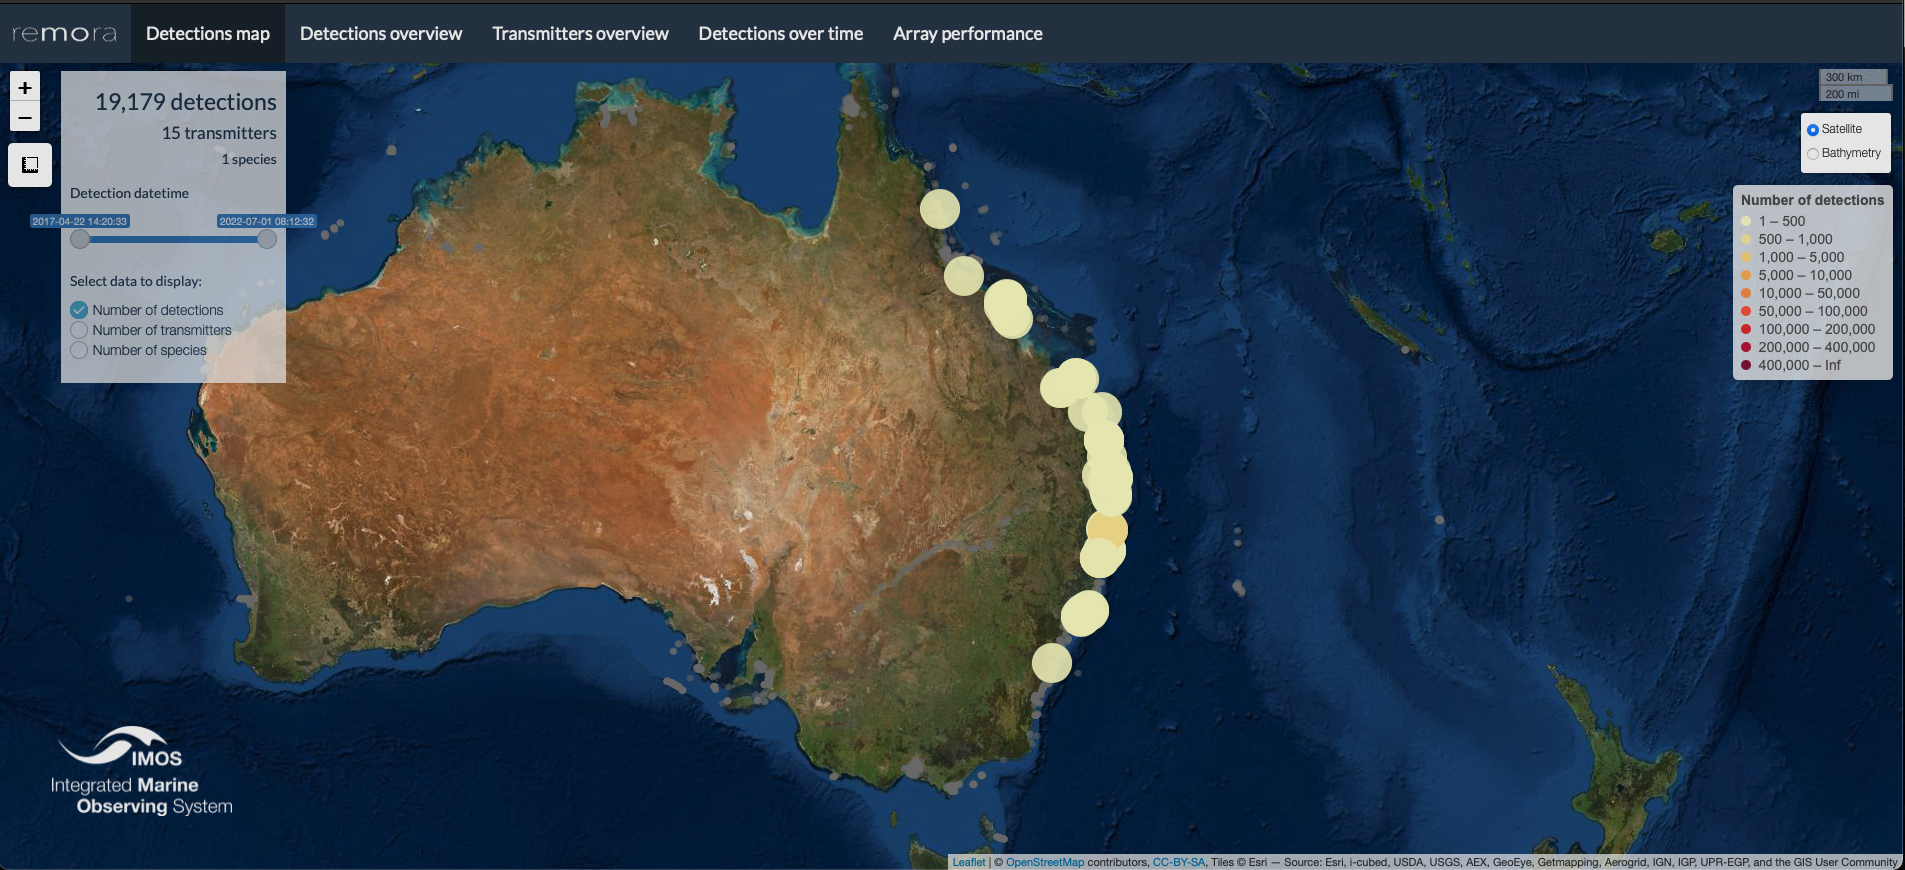 remora
Detections map
Detections overview
Transmitters overview
Detections over time
Array performance
+
−
19,179 detections
15 transmitters
1 species
Detection datetime
2017-04-22 14:20:33
2022-07-01 08:12:32
Select data to display:
Number of detections
Number of transmitters
Number of species
300 km
200 mi
Satellite
Bathymetry
Number of detections
1 – 500
500 – 1,000
1,000 – 5,000
5,000 – 10,000
10,000 – 50,000
50,000 – 100,000
100,000 – 200,000
200,000 – 400,000
400,000 – Inf
IMOS
Integrated Marine
Observing System
Leaflet | © OpenStreetMap contributors, CC-BY-SA, Tiles © Esri — Source: Esri, i-cubed, USDA, USGS, AEX, GeoEye, Getmapping, Aerogrid, IGN, IGP, UPR-EGP, and the GIS User Community